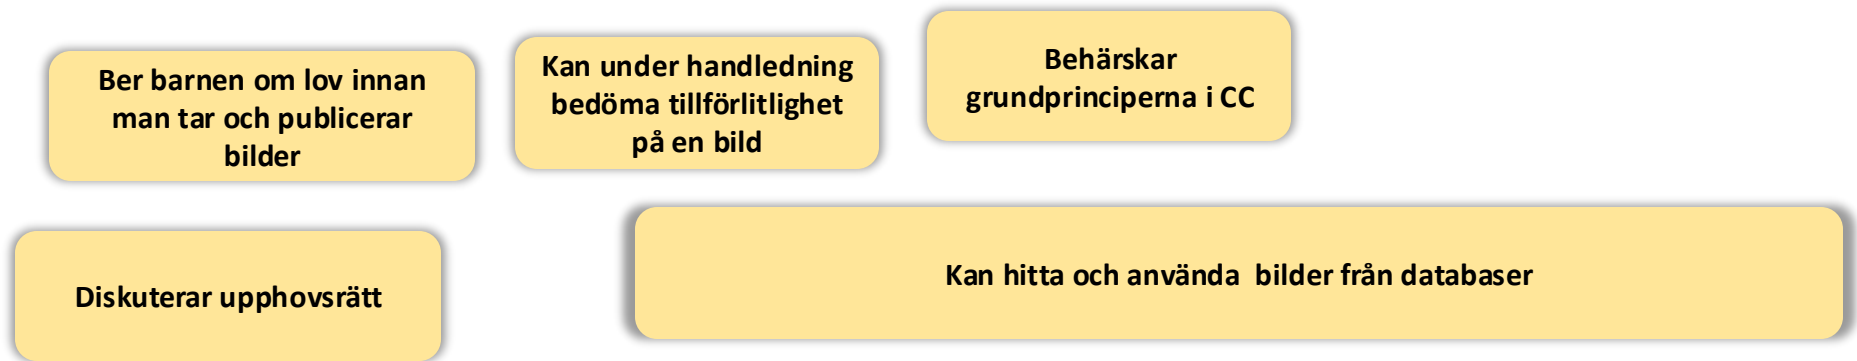 Ber barnen om lov innan
man tar och publicerar
bilder
Kan under handledning
bedöma tillförlitlighet
på en bild
Behärskar
grundprinciperna i CC
Diskuterar upphovsrätt
Kan hitta och använda  bilder från databaser